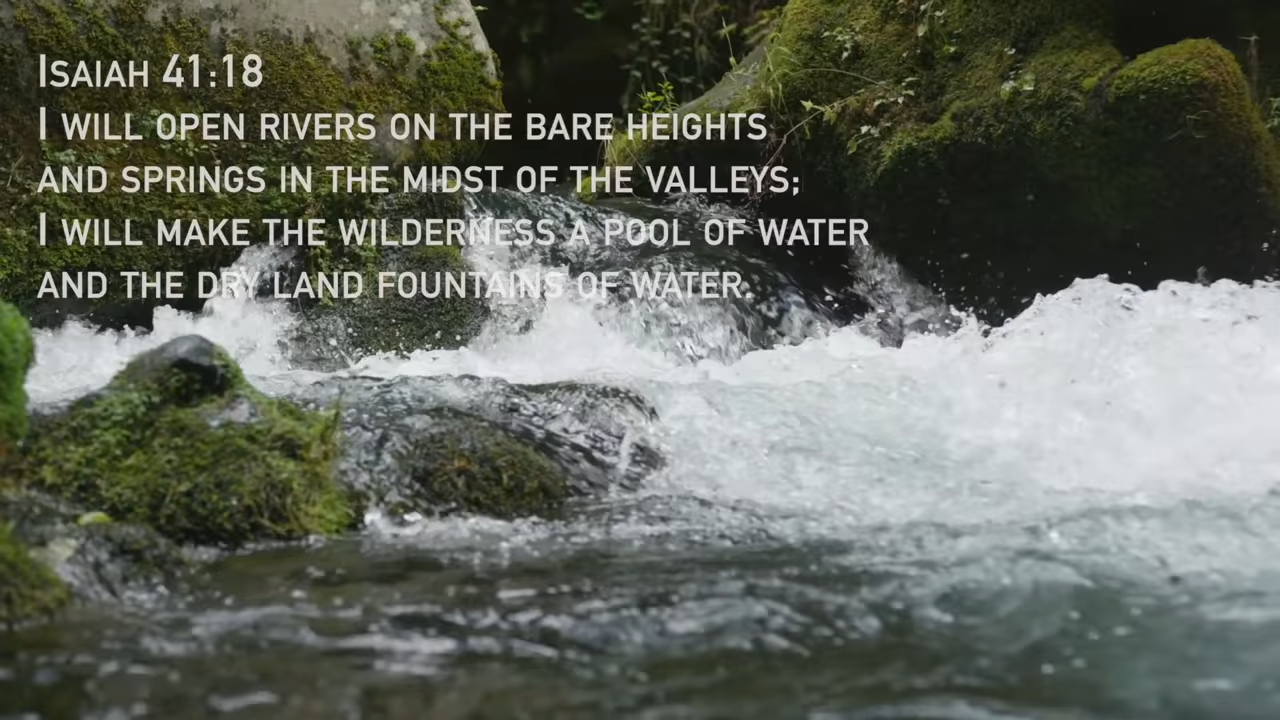 Isaiah 41:18
I will open rivers on the bare heights
and springs in the midst of the valleys;
I will make the wilderness a pool of water
and the dry land fountains of water.